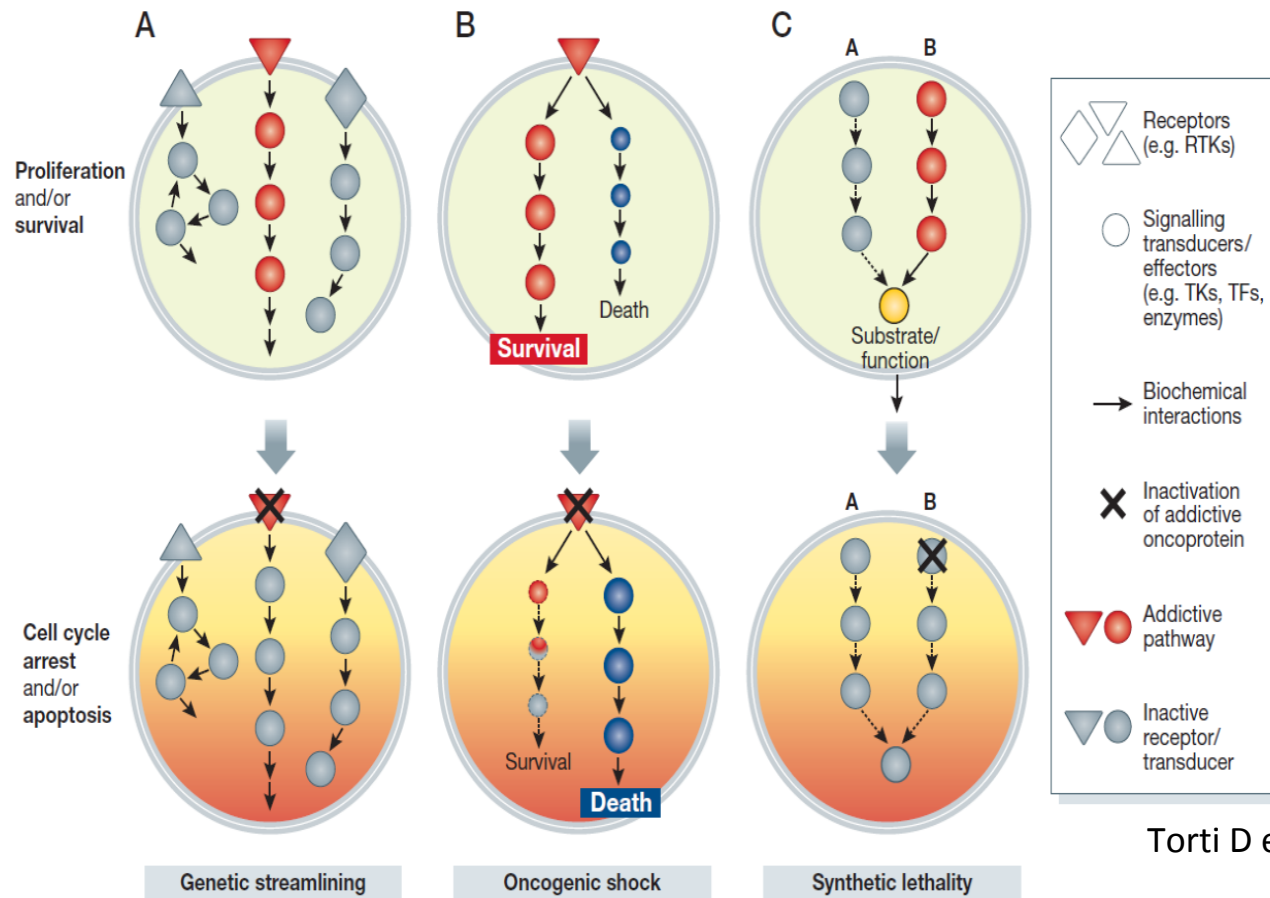 A
B
C
A
B
Proliferation
and/or
survival
Death
Survival
Substrate/
function
A
B
Cell cycle
arrest
and/or
apoptosis
Survival
Death
Genetic streamlining
Oncogenic shock
Synthetic lethality
Receptors
(e.g. RTKs)
Signalling
transducers/
effectors
(e.g. TKs, TFs,
enzymes)
Biochemical
interactions
Inactivation
of addictive
oncoprotein
Addictive
pathway
Inactive
receptor/
transducer
Torti D e